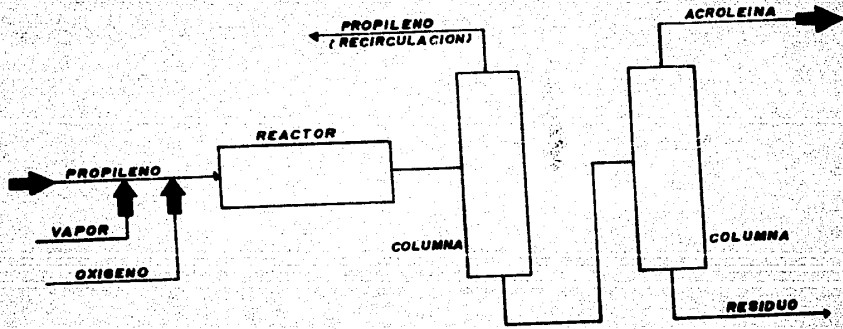 PROPILENO
(RECIRCULACION)
ACROLEINA
REACTOR
PROPILENO
VAPOR
OXIGENO
COLUMNA
COLUMNA
RESIDUO